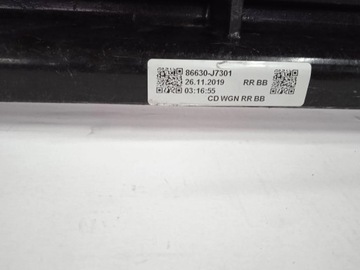 86630-J7301
26.11.2019 RR BB
03:16:55
CD WGN RR BB